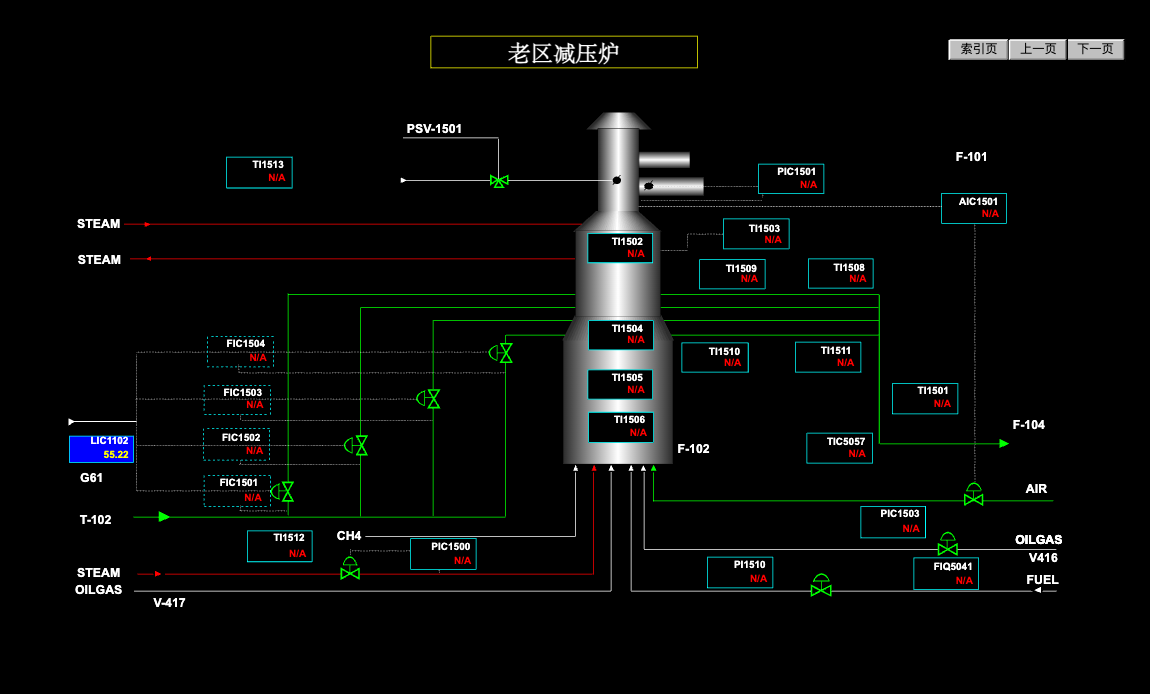 老区减压炉
索引页
上一页
下一页
PSV-1501
F-101
TI1513
N/A
PIC1501
N/A
AIC1501
N/A
STEAM
TI1503
N/A
TI1502
N/A
STEAM
TI1509
N/A
TI1508
N/A
TI1504
N/A
FIC1504
N/A
TI1510
N/A
TI1511
N/A
TI1505
N/A
FIC1503
N/A
TI1501
N/A
TI1506
N/A
F-104
LIC1102
55.22
FIC1502
N/A
TIC5057
N/A
F-102
G61
FIC1501
N/A
AIR
T-102
PIC1503
N/A
TI1512
N/A
CH4
PIC1500
N/A
OILGAS
V416
STEAM
PI1510
N/A
FIQ5041
N/A
FUEL
OILGAS
V-417